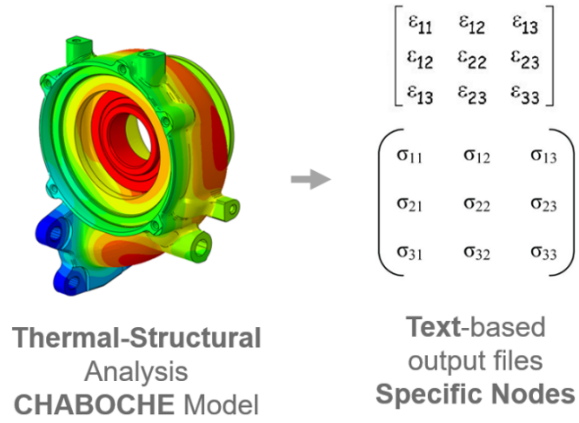 ε11 ε12 ε13
ε12 ε22 ε23
ε13 ε23 ε33
σ11 σ12 σ13
σ21 σ22 σ23
σ31 σ32 σ33
Thermal-Structural
Analysis
CHABOCHE Model
Text-based
output files
Specific Nodes